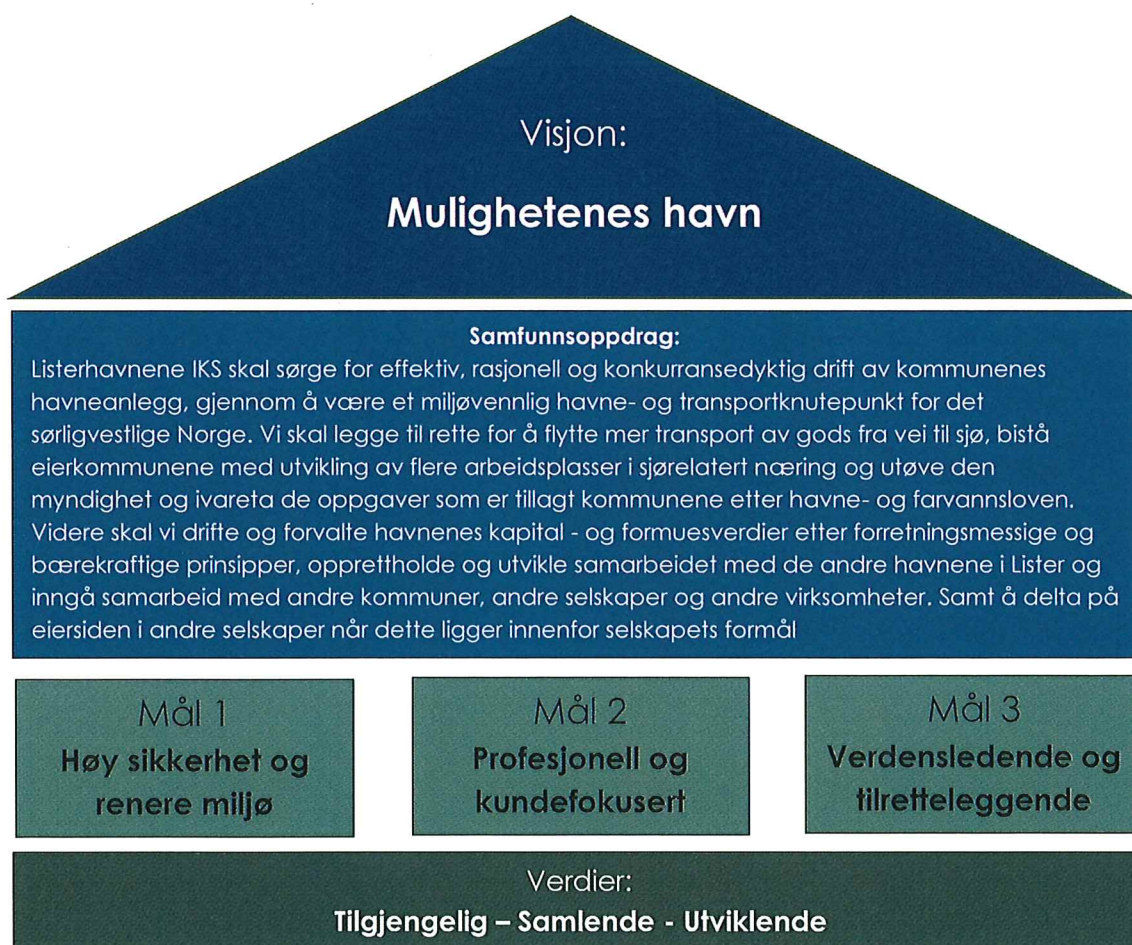 Visjon:
Mulighetenes havn
Samfunnsoppdrag:
Listerhavnene IKS skal sørge for effektiv, rasjonell og konkurransedyktig drift av kommunenes
havneanlegg, gjennom å være et miljøvennlig havne- og transportknutepunkt for det
sørligvestlige Norge. Vi skal legge til rette for å flytte mer transport av gods fra vei til sjø, bistå
eierkommunene med utvikling av flere arbeidsplasser i sjørelatert næring og utøve den
myndighet og ivareta de oppgaver som er tillagt kommunene etter havne- og farvannsloven.
Videre skal vi drifte og forvalte havnenes kapital - og formuesverdier etter forretningsmessige og
bærekraftige prinsipper, opprettholde og utvikle samarbeidet med de andre havnene i Lister og
inngå samarbeid med andre kommuner, andre selskaper og andre virksomheter. Samt å delta på
eiersiden i andre selskaper når dette ligger innenfor selskapets formål
Mål 1
Høy sikkerhet og
renere miljø
Mål 2
Profesjonell og
kundefokusert
Mål 3
Verdensledende og
tilretteleggende
Verdier:
Tilgjengelig – Samlende - Utviklende